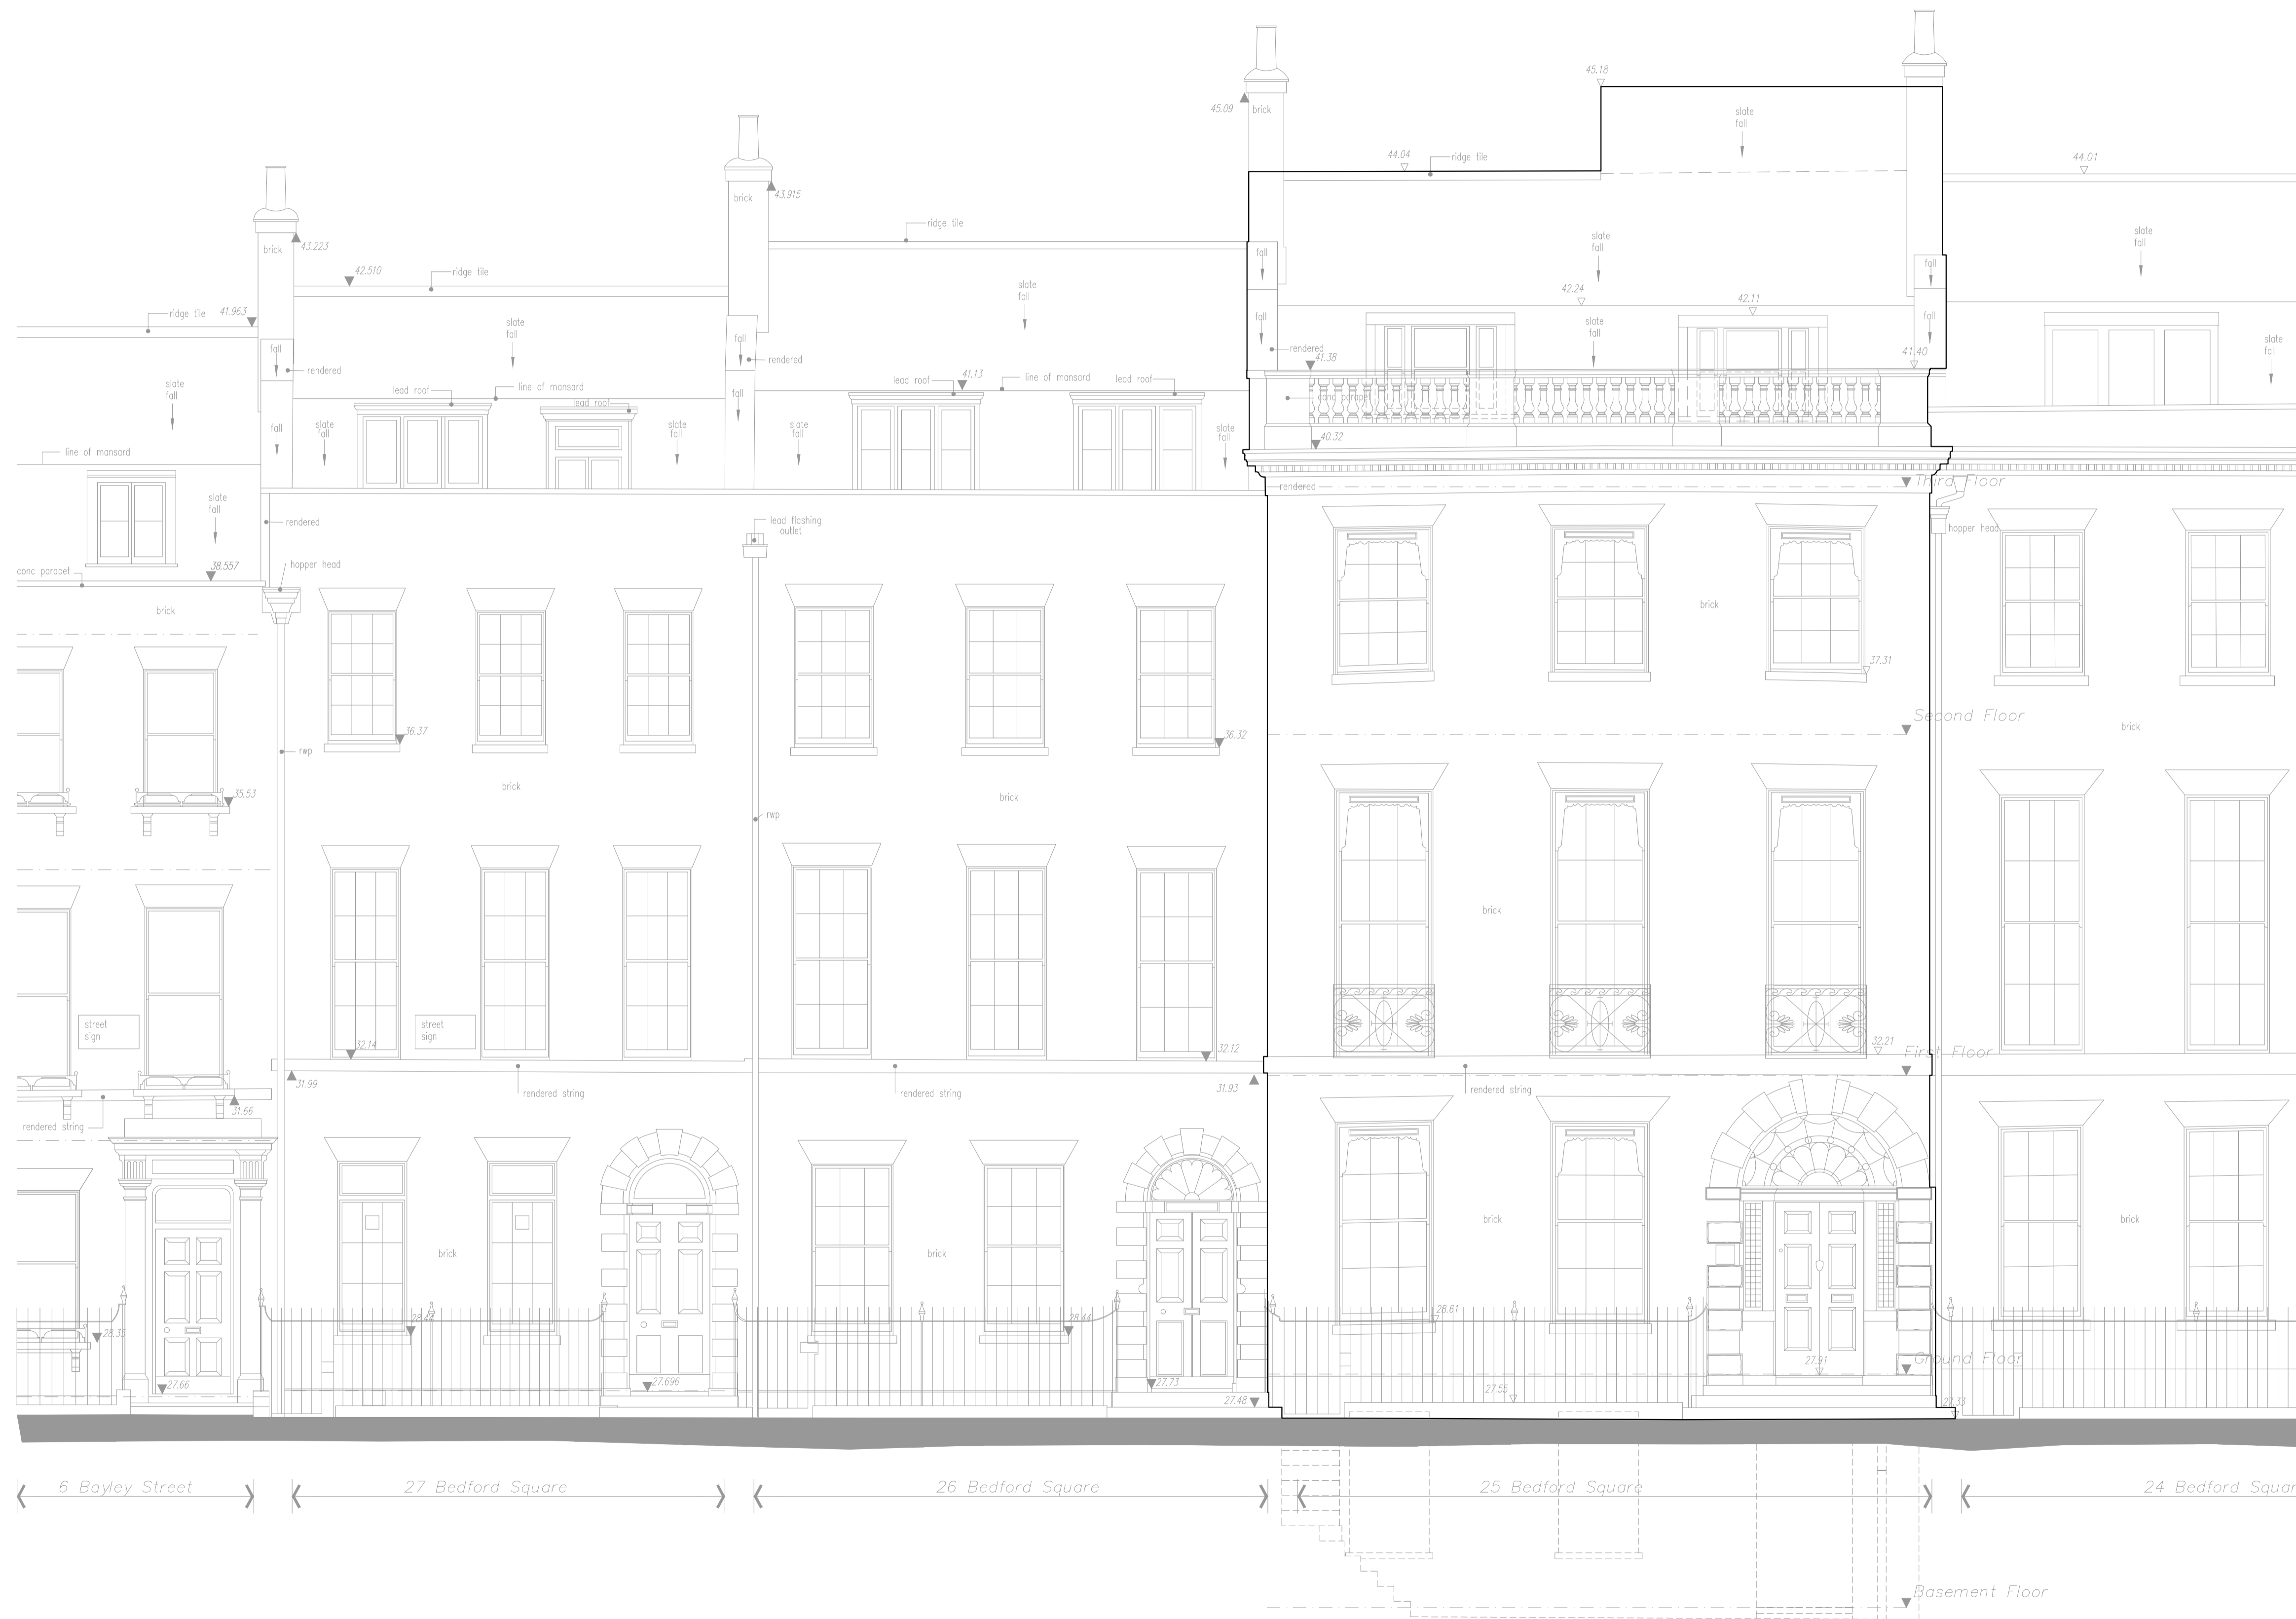 45.18
45.09
brick
slate
fall
44.04
ridge tile
44.01
43.915
brick
ridge tile
43.223
brick
slate
fall
slate
fall
fall
fall
42.510
ridge tile
slate
fall
42.24
42.11
41.963
ridge tile
slate
fall
slate
fall
fall
fall
fall
rendered
rendered
fall
rendered
41.38
41.40
slate
fall
slate
fall
lead roof
line of mansard
lead roof
41.13
line of mansard
lead roof
lead roof
fall
conc parapet
fall
slate
fall
slate
fall
slate
fall
slate
fall
40.32
line of mansard
slate
fall
rendered
Third Floor
rendered
lead flashing
outlet
hopper head
conc parapet
38.557
hopper head
brick
brick
37.31
Second Floor
36.37
36.32
brick
rwp
35.53
brick
brick
rwp
brick
street
sign
street
sign
32.14
32.12
32.21
First Floor
31.99
31.93
rendered string
rendered string
rendered string
31.66
rendered string
brick
brick
brick
brick
28.61
28.44
28.35
27.91
Ground Floor
27.66
27.696
27.73
27.55
27.48
27.33
6 Bayley Street
27 Bedford Square
26 Bedford Square
25 Bedford Square
24 Bedford Squar
Basement Floor